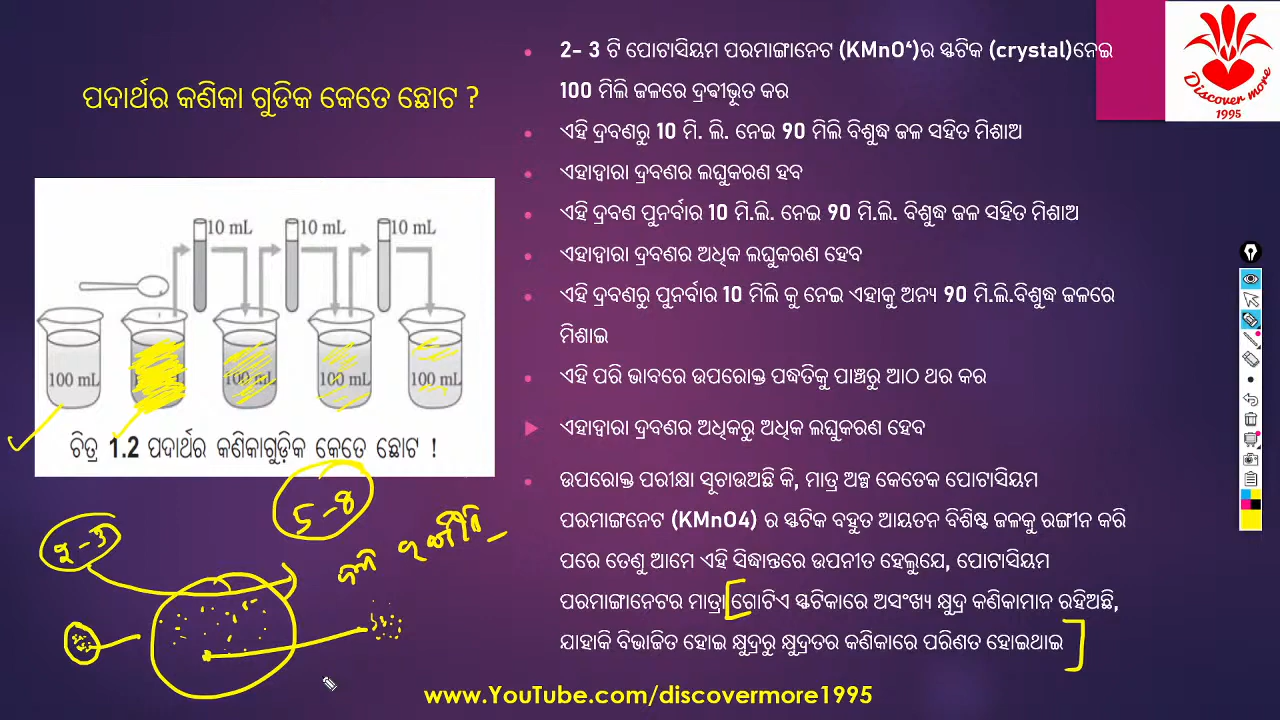 ପଦାର୍ଥର କଣିକା ଗୁଡିକ କେତେ ଛୋଟ ?
10 mL
10 mL
10 mL
100 mL
100 mL
100 mL
100 mL
ଚିତ୍ର 1.2 ପଦାର୍ଥର କଣିକାଗୁଡ଼ିକ କେତେ ଛୋଟ !
5-8
2-3
2- 3 ଟି ପୋଟାସିୟମ ପରମାଙ୍ଗାନେଟ (KMnO⁴)ର ସ୍ଫଟିକ (crystal)ନେଇ
100 ମିଲି ଜଳରେ ଦ୍ରବୀଭୂତ କର
ଏହି ଦ୍ରବଣରୁ 10 ମି. ଲି. ନେଇ 90 ମିଲି ବିଶୁଦ୍ଧ ଜଳ ସହିତ ମିଶାଅ
ଏହାଦ୍ୱାରା ଦ୍ରବଣର ଲଘୁକରଣ ହବ
ଏହି ଦ୍ରବଣ ପୁନର୍ବାର 10 ମି.ଲି. ନେଇ 90 ମି.ଲି. ବିଶୁଦ୍ଧ ଜଳ ସହିତ ମିଶାଅ
ଏହାଦ୍ୱାରା ଦ୍ରବଣର ଅଧିକ ଲଘୁକରଣ ହେବ
ଏହି ଦ୍ରବଣରୁ ପୁନର୍ବାର 10 ମିଲି କୁ ନେଇ ଏହାକୁ ଅନ୍ୟ 90 ମି.ଲି.ବିଶୁଦ୍ଧ ଜଳରେ
ମିଶାଇ
ଏହି ପରି ଭାବରେ ଉପରୋକ୍ତ ପଦ୍ଧତିକୁ ପାଞ୍ଚରୁ ଆଠ ଥର କର
ଏହାଦ୍ୱାରା ଦ୍ରବଣର ଅଧିକରୁ ଅଧିକ ଲଘୁକରଣ ହେବ
ଉପରୋକ୍ତ ପରୀକ୍ଷା ସୂଚାଉଅଛି କି, ମାତ୍ର ଅଳ୍ପ କେତେକ ପୋଟାସିୟମ
ପରମାଙ୍ଗନେଟ (KMnO4) ର ସ୍ଫଟିକ ବହୁତ ଆୟତନ ବିଶିଷ୍ଟ ଜଳକୁ ରଙ୍ଗୀନ କରି
ପରେ ତେଣୁ ଆମେ ଏହି ସିଦ୍ଧାନ୍ତରେ ଉପନୀତ ହେଲୁଯେ, ପୋଟାସିୟମ
ପରମାଙ୍ଗାନେଟର ମାତ୍ରା ଗୋଟିଏ ସ୍ଫଟିକାରେ ଅସଂଖ୍ୟ କ୍ଷୁଦ୍ର କଣିକାମାନ ରହିଅଛି,
ଯାହାକି ବିଭାଜିତ ହୋଇ କ୍ଷୁଦ୍ରରୁ କ୍ଷୁଦ୍ରତର କଣିକାରେ ପରିଣତ ହୋଇଥାଇ
www.YouTube.com/discovermore1995
Discover more
1995